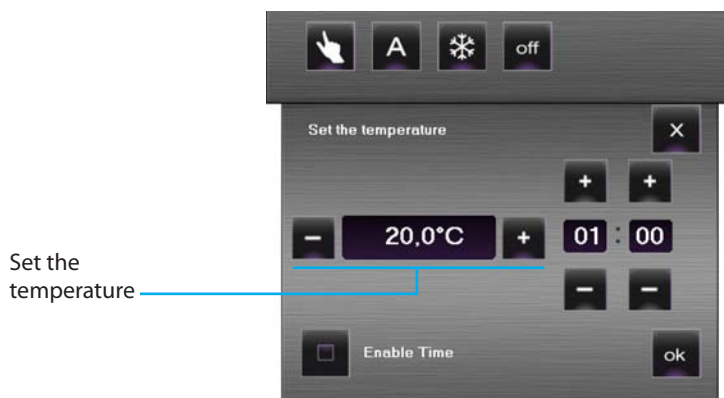 A off
Set the temperature X
+ +
− 20,0°C + 01 : 00
− −
Set the
temperature
Enable Time ok